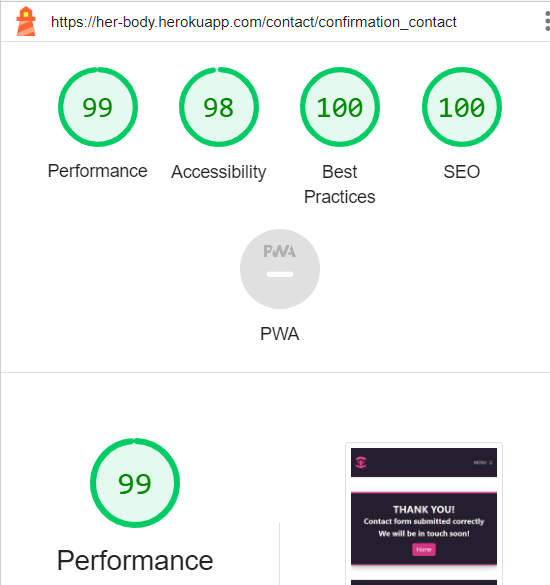 https://her-body.herokuapp.com/contact/confirmation_contact
99
98
100
100
Performance
Accessibility
Best
Practices
SEO
PWA
PWA
99
Performance
MENU
THANK YOU!
Contact form submitted correctly
We will be in touch soon!
Home